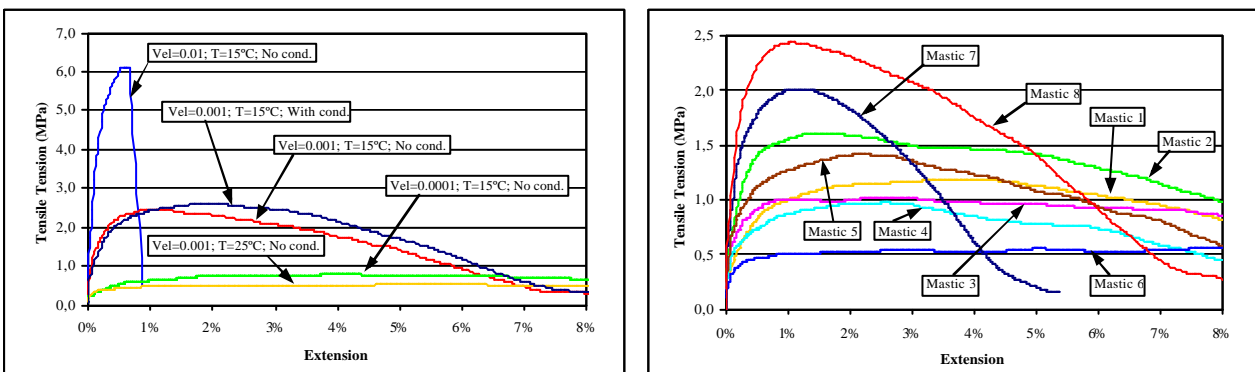 7,0
6,0
5,0
4,0
3,0
2,0
1,0
0,0
Tensile Tension (MPa)
Vel=0.01; T=15ºC; No cond.
Vel=0.001; T=15ºC; With cond.
Vel=0.001; T=15ºC; No cond.
Vel=0.0001; T=15ºC; No cond.
Vel=0.001; T=25ºC; No cond.
0% 1% 2% 3% 4% 5% 6% 7% 8%
Extension
2,5
2,0
1,5
1,0
0,5
0,0
Tensile Tension (MPa)
Mastic 7
Mastic 8
Mastic 1
Mastic 2
Mastic 5
Mastic 4
Mastic 3
Mastic 6
0% 1% 2% 3% 4% 5% 6% 7% 8%
Extension